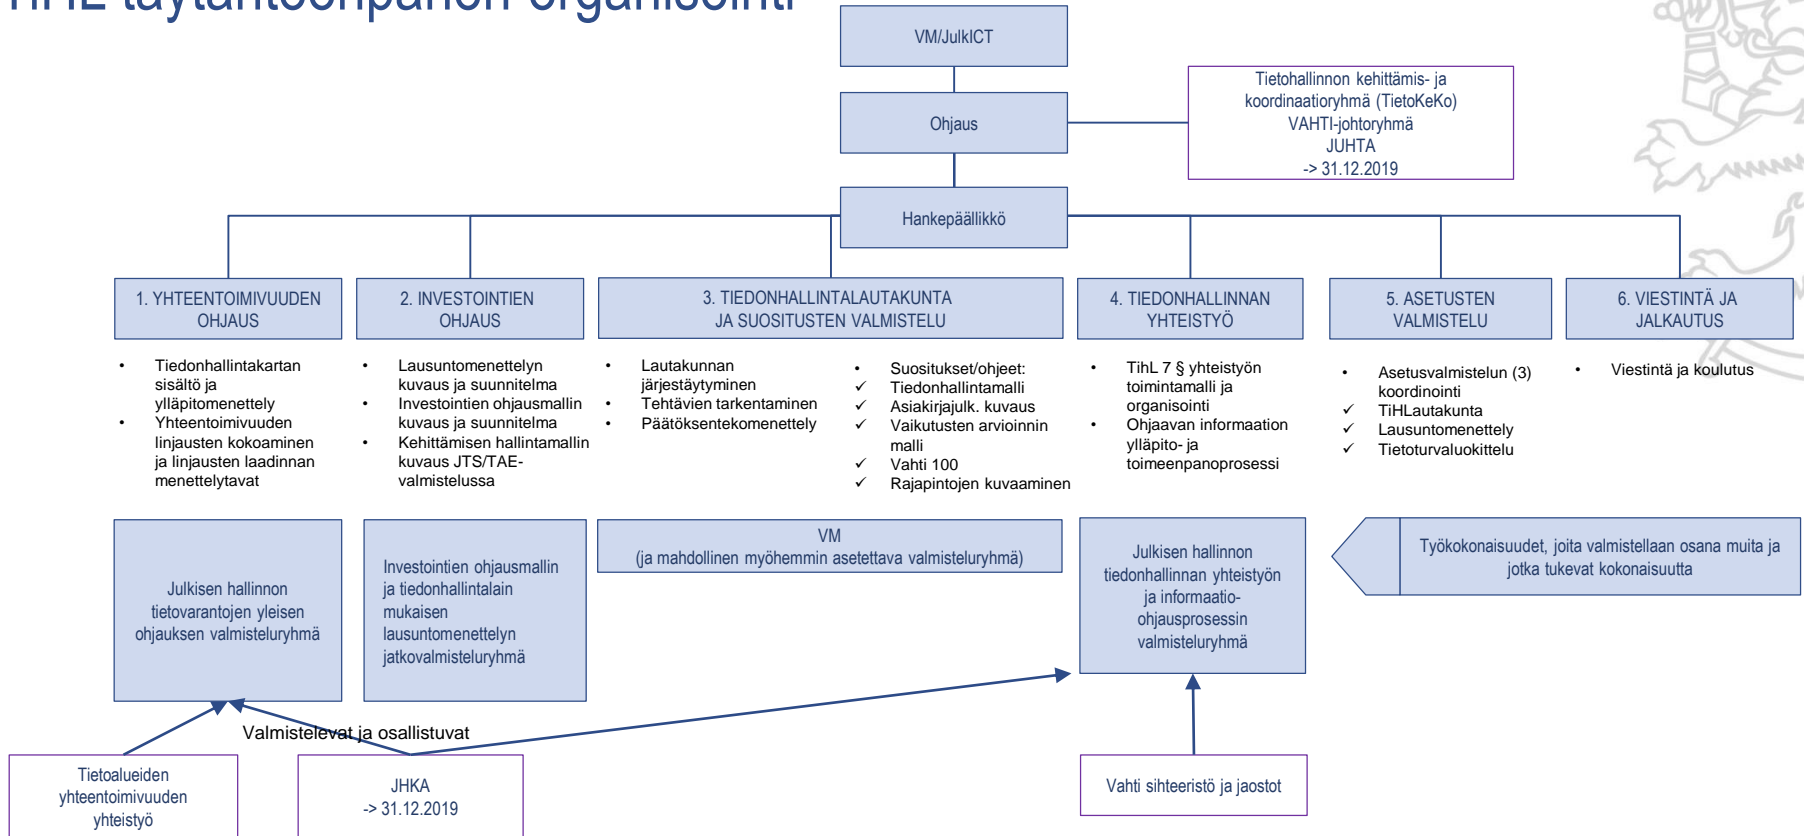 TiHL täytäntöönpanon organisointi
VM/JulkICT
Ohjaus
Tietohallinnon kehittämis- ja
koordinaatioryhmä (TietoKeKo)
VAHTI-johtoryhmä
JUHTA
-> 31.12.2019
Hankepäällikkö
1. YHTEENTOIMIVUUDEN
OHJAUS
2. INVESTOINTIEN
OHJAUS
3. TIEDONHALLINTALAUTAKUNTA
JA SUOSITUSTEN VALMISTELU
4. TIEDONHALLINNAN
YHTEISTYÖ
5. ASETUSTEN
VALMISTELU
6. VIESTINTÄ JA
JALKAUTUS
• Tiedonhallintakartan
sisältö ja
ylläpitomenettely
• Yhteentoimivuuden
linjausten kokoaminen
ja linjausten laadinnan
menettelytavat
• Lausuntomenettelyn
kuvaus ja suunnitelma
• Investointien ohjausmallin
kuvaus ja suunnitelma
• Kehittämisen hallintamallin
kuvaus JTS/TAE-
valmistelussa
• Lautakunnan
järjestäytyminen
• Tehtävien tarkentaminen
• Päätöksentekomenettely
• Suositukset/ohjeet:
✓ Tiedonhallintamalli
✓ Asiakirjajulk. kuvaus
✓ Vaikutusten arvioinnin
malli
✓ Vahti 100
✓ Rajapintojen kuvaaminen
• TihL 7 § yhteistyön
toimintamalli ja
organisointi
• Ohjaavan informaation
ylläpito- ja
toimeenpanoprosessi
• Asetusvalmistelun (3)
koordinointi
✓ TiHLautakunta
✓ Lausuntomenettely
✓ Tietoturvaluokittelu
• Viestintä ja koulutus
Julkisen hallinnon
tietovarantojen yleisen
ohjauksen valmisteluryhmä
Investointien ohjausmallin
ja tiedonhallintalain
mukaisen
lausuntomenettelyn
jatkovalmisteluryhmä
VM
(ja mahdollinen myöhemmin asetettava valmisteluryhmä)
Julkisen hallinnon
tiedonhallinnan yhteistyön
ja informaatio-
ohjausprosessin
valmisteluryhmä
Työkokonaisuudet, joita valmistellaan osana muita ja
jotka tukevat kokonaisuutta
Valmistelevat ja osallistuvat
Tietoalueiden
yhteentoimivuuden
yhteistyö
JHKA
-> 31.12.2019
Vahti sihteeristö ja jaostot